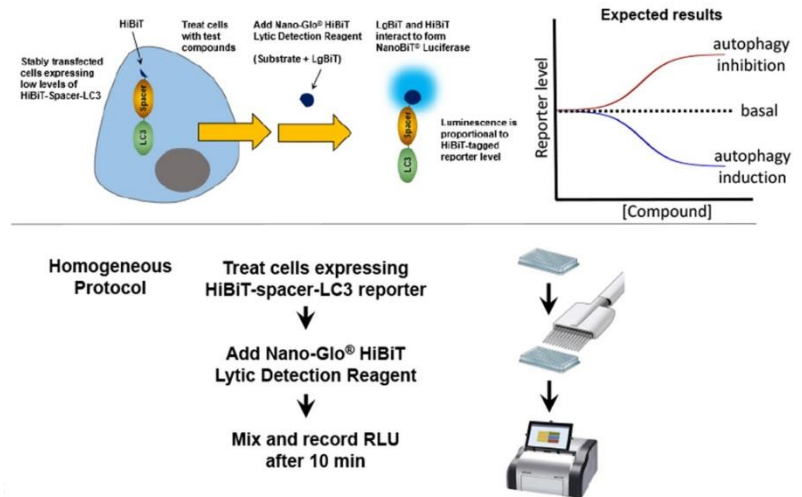 HiBiT
Stably transfected
cells expressing
low levels of
HiBiT-Spacer-LC3
Spacer
LC3
Treat cells
with test
compounds
Add Nano-Glo® HiBiT
Lytic Detection Reagent
(Substrate + LgBiT)
LgBiT and HiBiT
interact to form
NanoBiT® Luciferase
Spacer
LC3
Luminescence is
proportional to
HiBiT-tagged
reporter level
Expected results
Reporter level
autophagy
inhibition
basal
autophagy
induction
[Compound]
Homogeneous
Protocol
Treat cells expressing
HiBiT-spacer-LC3 reporter
Add Nano-Glo® HiBiT
Lytic Detection Reagent
Mix and record RLU
after 10 min